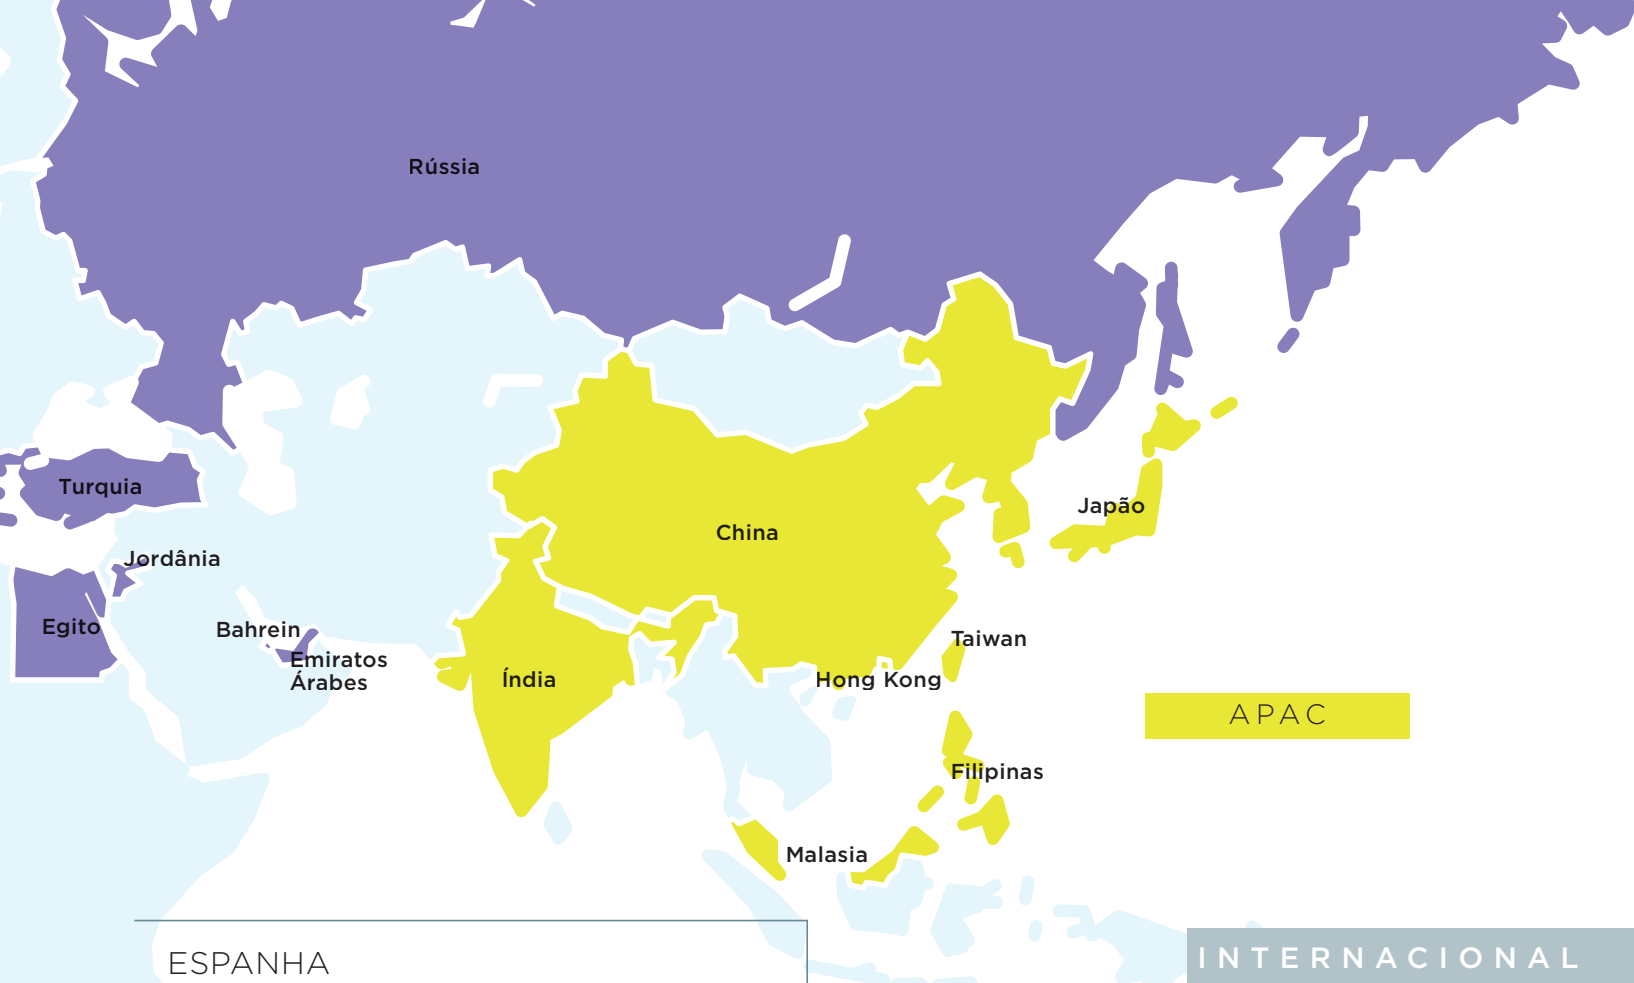 Rússia
Turquia
Japão
China
Jordânia
Egito
Bahrein
Taiwan
Emiratos
Árabes
Índia
Hong Kong
APAC
Filipinas
Malasia
ESPANHA
INTERNACIONAL